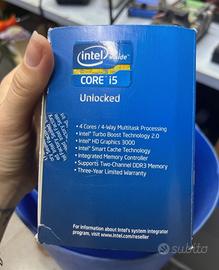 intel inside™
CORE™ i5
Unlocked
• 4 Cores / 4-Way Multitask Processing
• Intel® Turbo Boost Technology 2.0
• Intel® HD Graphics 3000
• Intel® Smart Cache Technology
• Integrated Memory Controller
• Supports Two-Channel DDR3 Memory
• Three-Year Limited Warranty
For information about Intel's system integrator
program, visit www.intel.com/reseller
subito